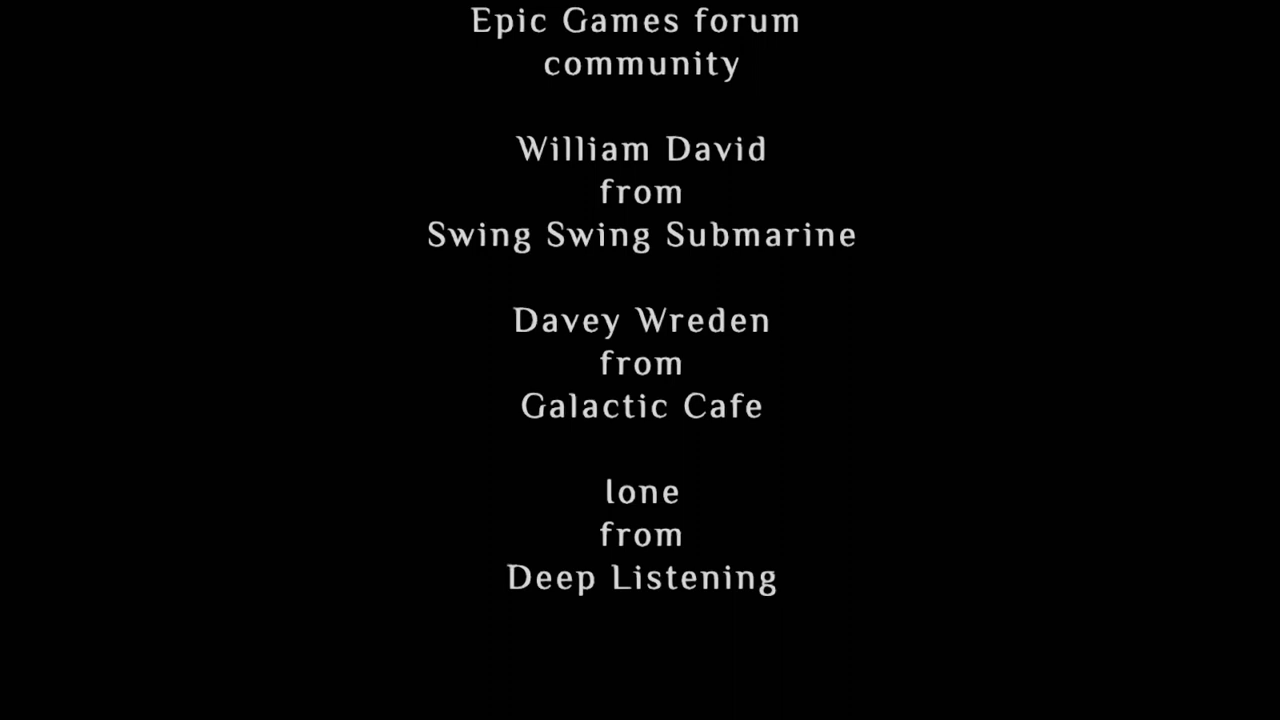 Epic Games forum
community
William David
from
Swing Swing Submarine
Davey Wreden
from
Galactic Cafe
lone
from
Deep Listening